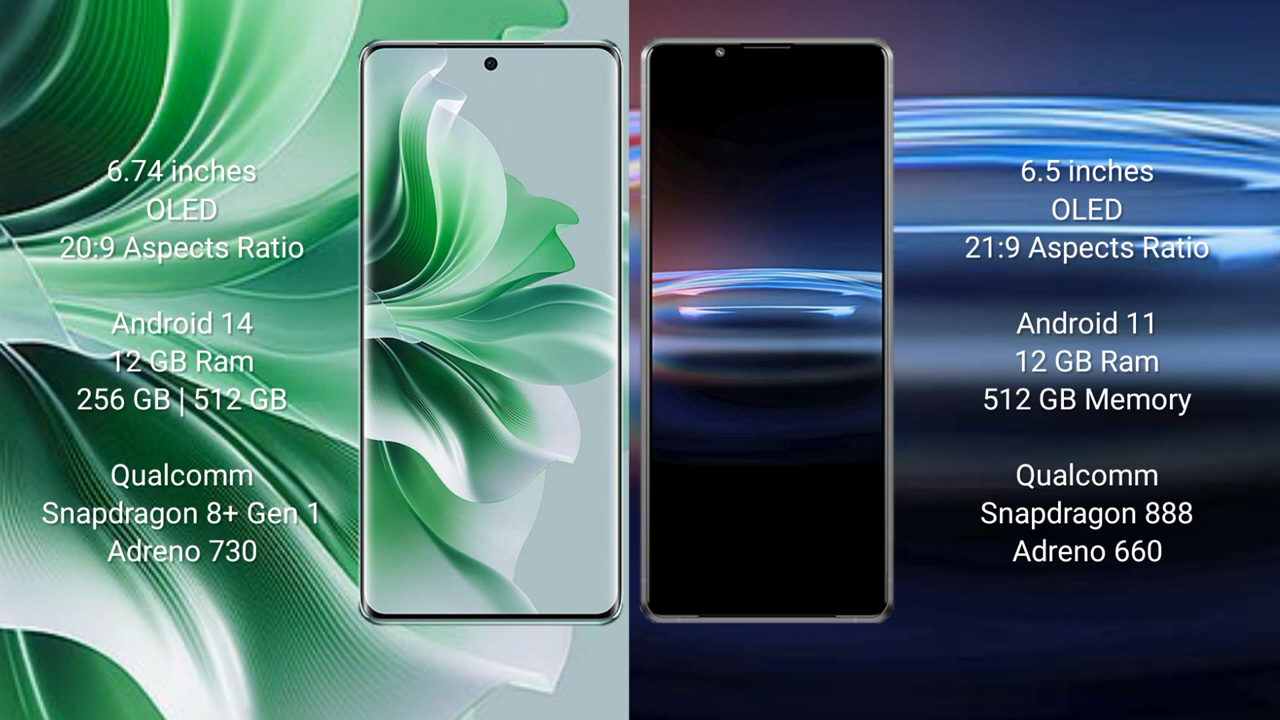 6.74 inches
OLED
20:9 Aspects Ratio
Android 14
12 GB Ram
256 GB | 512 GB
Qualcomm
Snapdragon 8+ Gen 1
Adreno 730
6.5 inches
OLED
21:9 Aspects Ratio
Android 11
12 GB Ram
512 GB Memory
Qualcomm
Snapdragon 888
Adreno 660